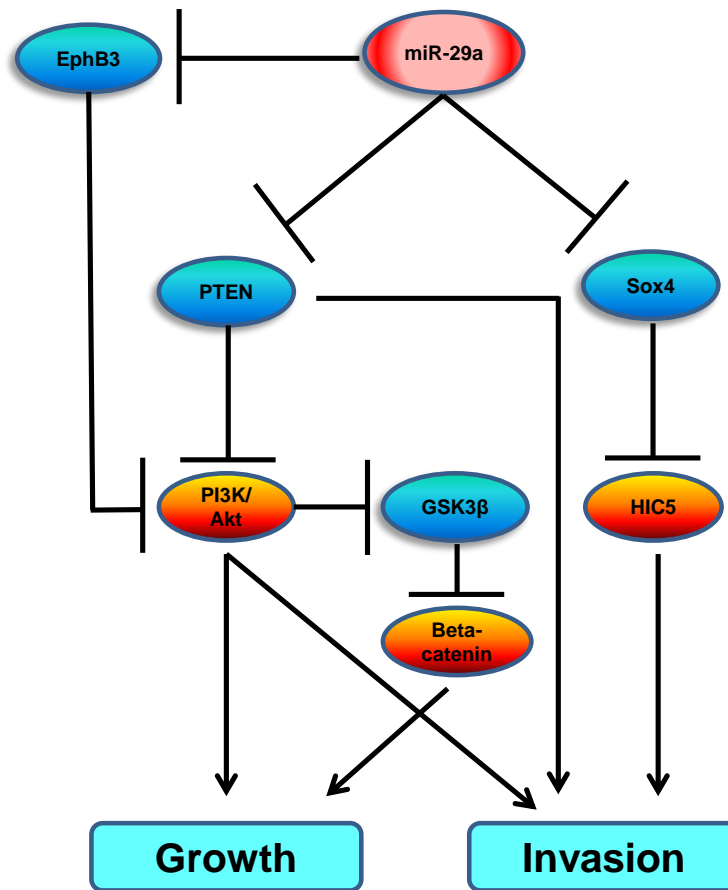 EphB3
miR-29a
PTEN
Sox4
PI3K/
Akt
GSK3β
HIC5
Beta-
catenin
Growth
Invasion